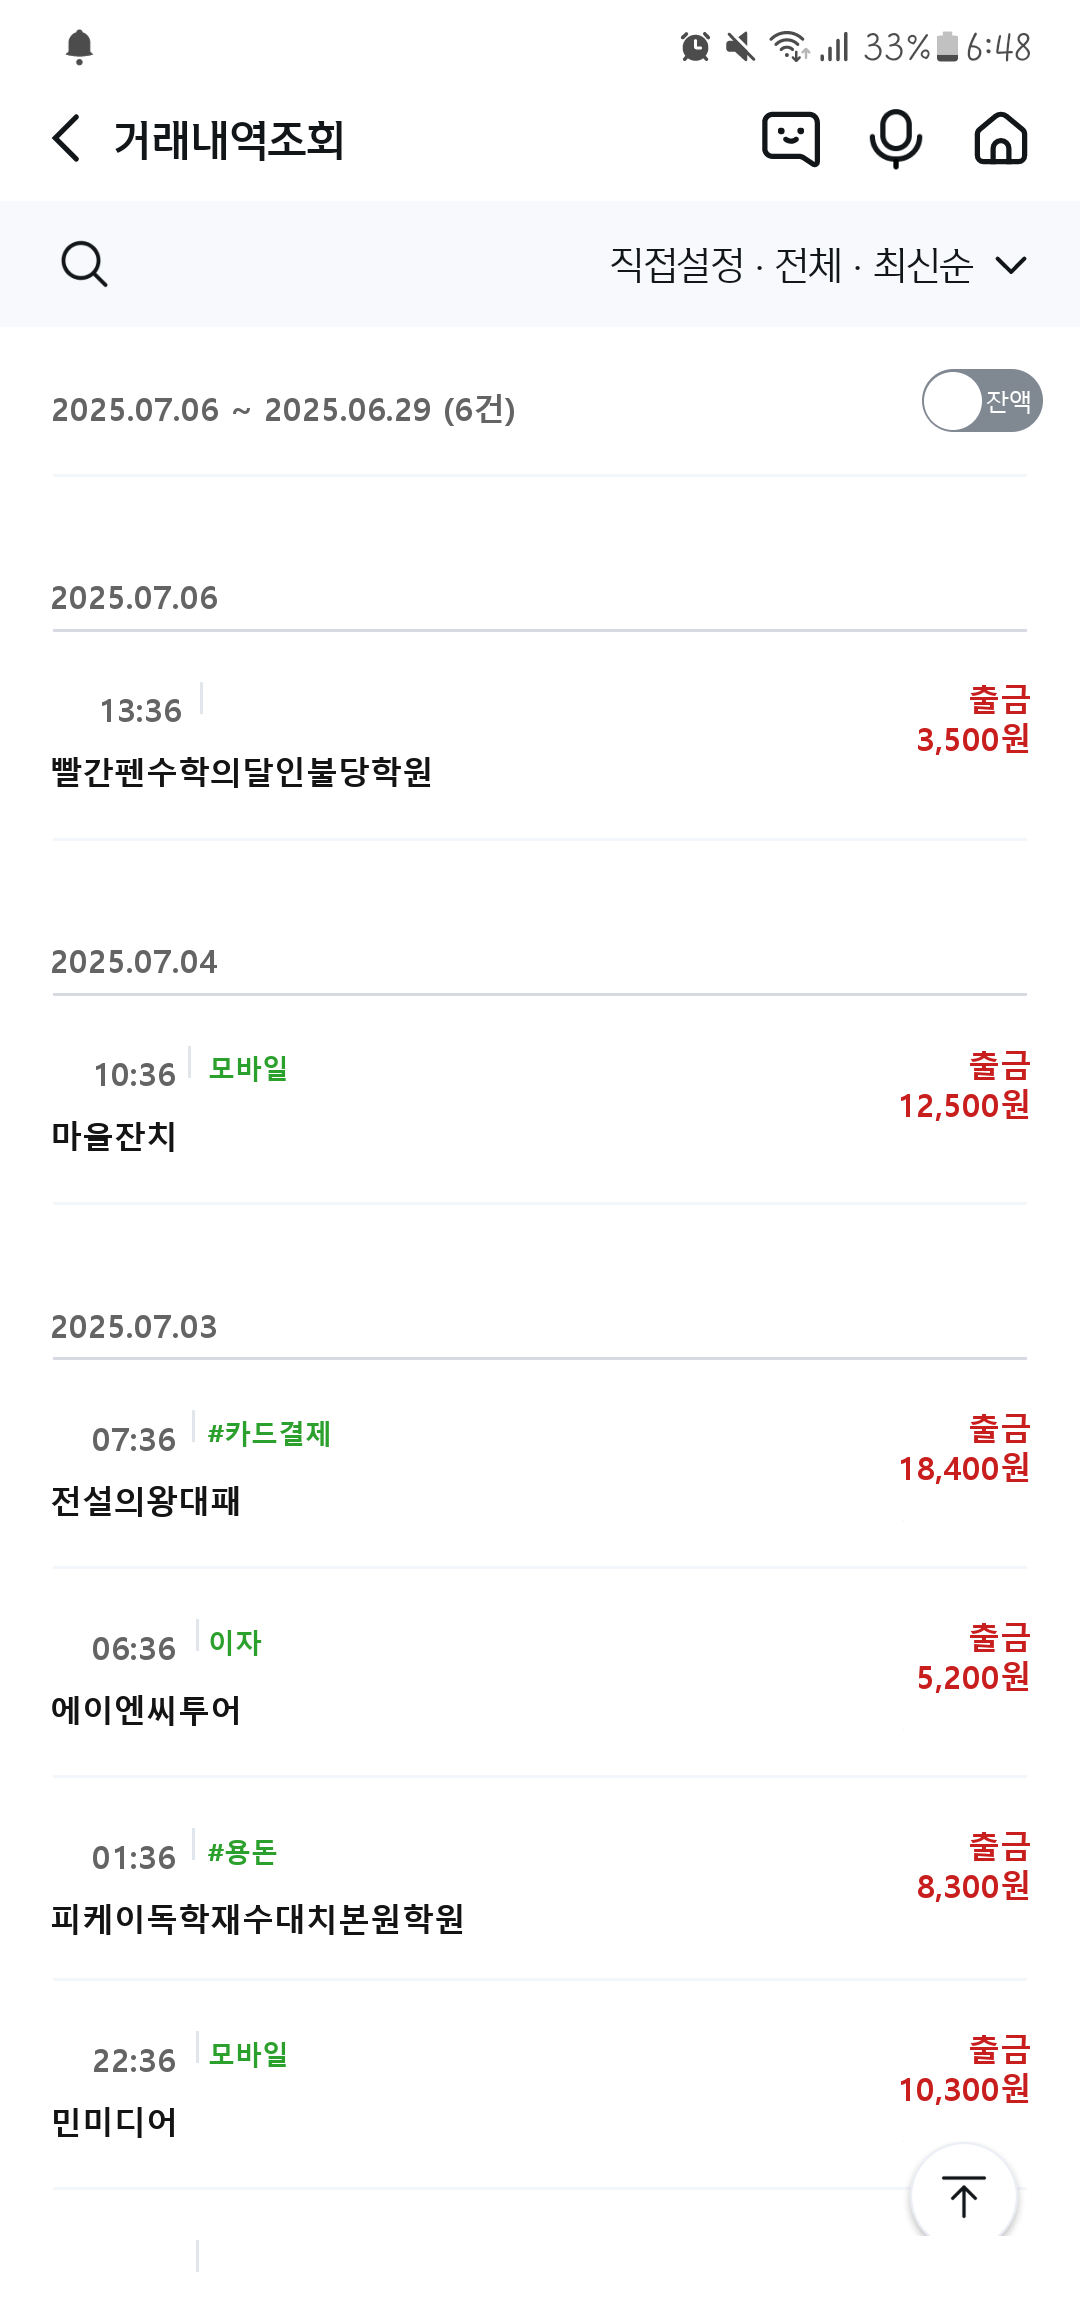 33% 6:48
거래내역조회
직접설정 · 전체 · 최신순
2025.07.06 ~ 2025.06.29 (6건)
잔액
2025.07.06
13:36
출금
3,500원
빨간펜수학의달인불당학원
2025.07.04
10:36 모바일
출금
12,500원
마율잔치
2025.07.03
07:36 #카드결제
출금
18,400원
전설의왕대패
06:36 이자
출금
5,200원
에이엔씨투어
01:36 #용돈
출금
8,300원
피케이독학재수대치본원학원
22:36 모바일
출금
10,300원
민미디어